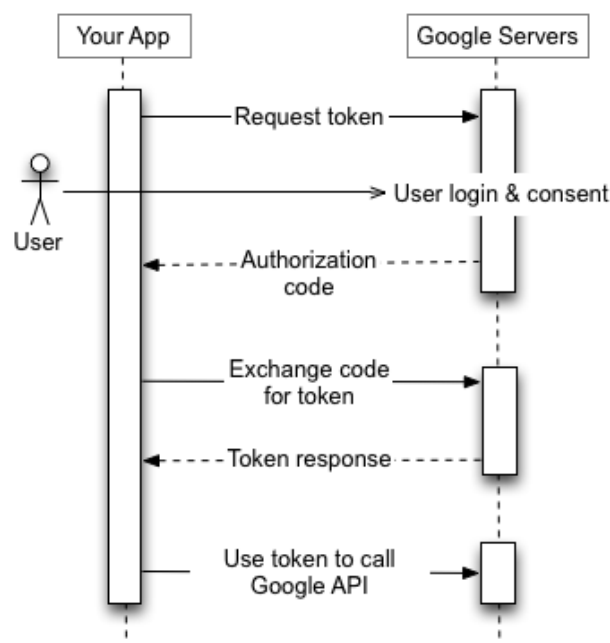 Your App
Google Servers
Request token
User login & consent
User
Authorization
code
Exchange code
for token
Token response
Use token to call
Google API